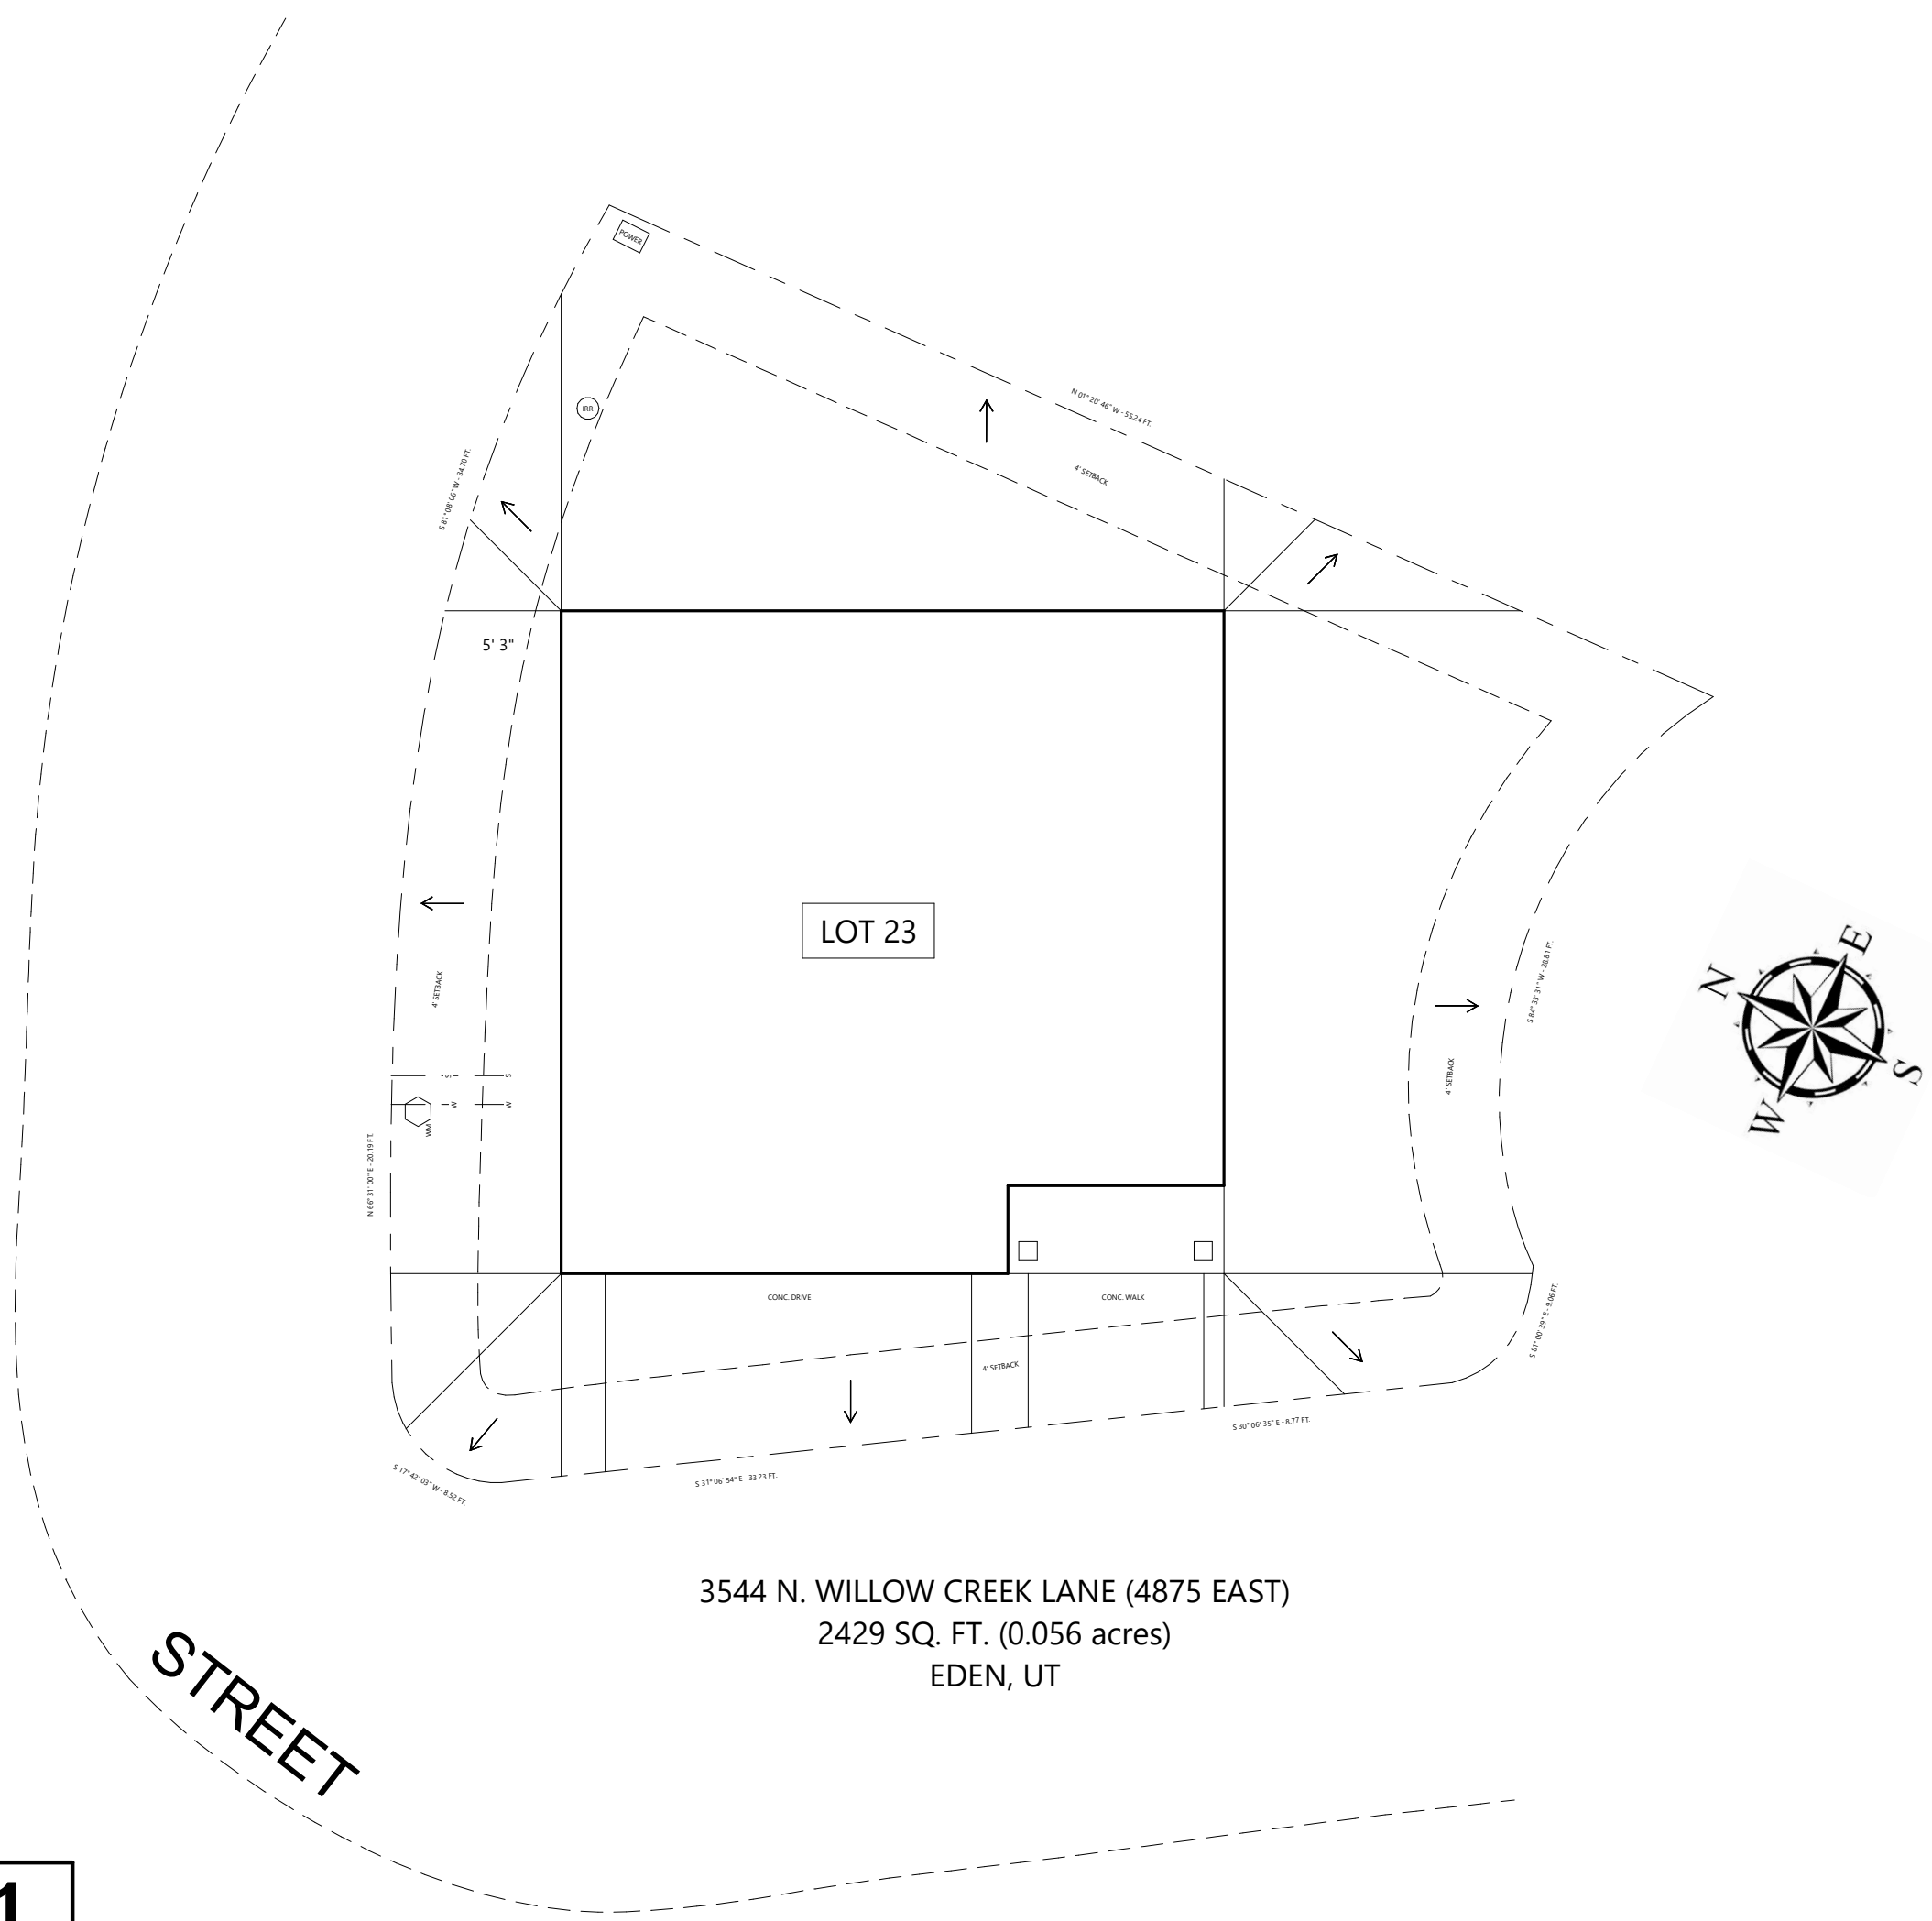 POWER
N 01° 20' 46" W - 55.24 FT.
IRR
4' SETBACK
S 81° 08' 06" W - 34.70 FT.
5' 3"
LOT 23
E
N
S
W
4' SETBACK
S 84° 33' 31" W - 28.81 FT.
4' SETBACK
S
S
W
W
WM
N 66° 31' 00" E - 20.19 FT.
CONC. DRIVE
CONC. WALK
S 81° 00' 39" E - 9.06 FT.
4' SETBACK
S 30° 06' 35" E - 8.77 FT.
S 31° 06' 54" E - 33.23 FT.
S 17° 42' 03" W - 8.52 FT.
3544 N. WILLOW CREEK LANE (4875 EAST)
2429 SQ. FT. (0.056 acres)
EDEN, UT
STREET
1